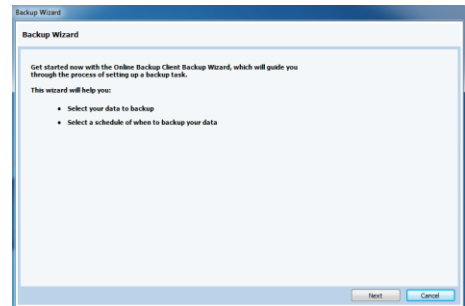 Backup Wizard
Backup Wizard
Get started now with the Online Backup Client Backup Wizard, which will guide you
through the process of setting up a backup task.
This wizard will help you:
• Select your data to backup
• Select a schedule of when to backup your data
Next Cancel